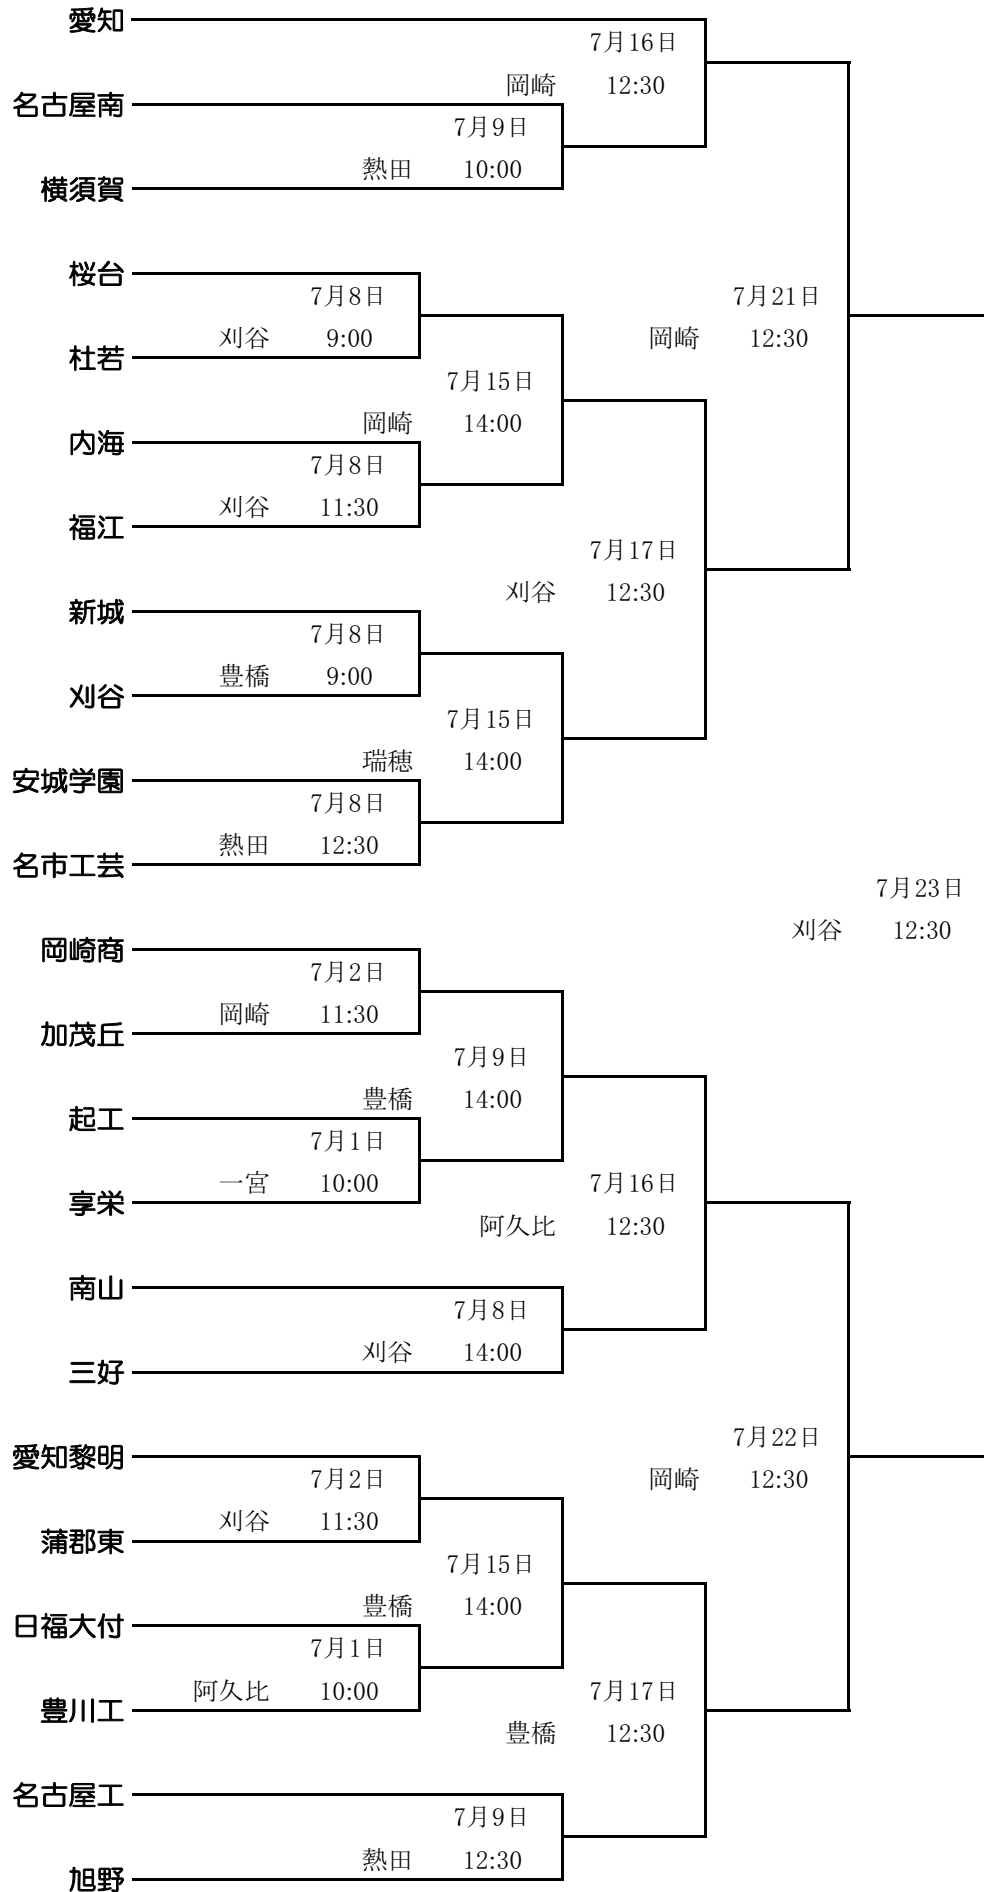 愛知
7月16日
岡崎 12:30
名古屋南
7月9日
熱田 10:00
横須賀
桜台
7月8日
7月21日
刈谷 9:00
岡崎 12:30
杜若
7月15日
岡崎 14:00
内海
7月8日
刈谷 11:30
福江
7月17日
刈谷 12:30
新城
7月8日
豊橋 9:00
刈谷
7月15日
瑞穂 14:00
安城学園
7月8日
熱田 12:30
名市工芸
7月23日
刈谷 12:30
岡崎商
7月2日
岡崎 11:30
加茂丘
7月9日
豊橋 14:00
起工
7月1日
一宮 10:00
7月16日
享栄
阿久比 12:30
南山
7月8日
刈谷 14:00
三好
7月22日
愛知黎明
7月2日
岡崎 12:30
刈谷 11:30
蒲郡東
7月15日
豊橋 14:00
日福大付
7月1日
阿久比 10:00
7月17日
豊川工
豊橋 12:30
名古屋工
7月9日
熱田 12:30
旭野